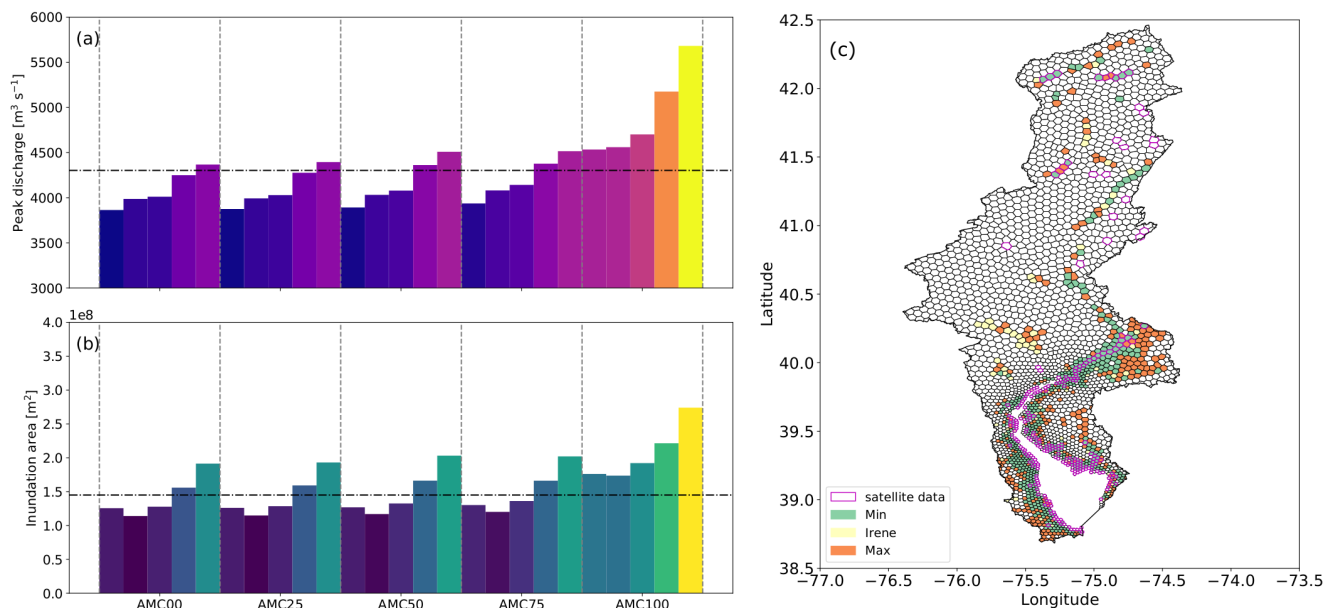 (a)
Peak discharge [m³ s⁻¹]
6000
5500
5000
4500
4000
3500
3000
1e8
(b)
Inundation area [m²]
4.0
3.5
3.0
2.5
2.0
1.5
1.0
0.5
0.0
AMC00 AMC25 AMC50 AMC75 AMC100
(c)
Latitude
42.5
42.0
41.5
41.0
40.5
40.0
39.5
39.0
38.5
satellite data
Min
Irene
Max
−77.0 −76.5 −76.0 −75.5 −75.0 −74.5 −74.0 −73.5
Longitude